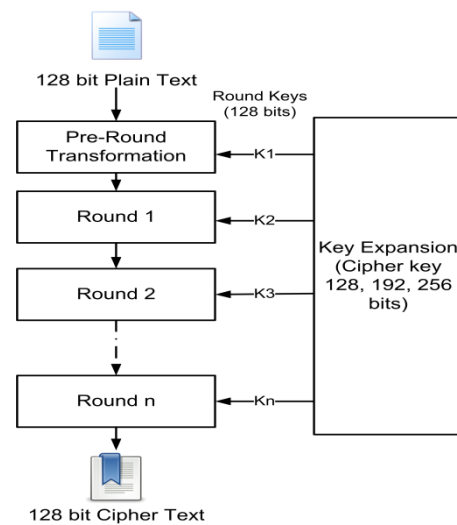 128 bit Plain Text
Round Keys
(128 bits)
Pre-Round
Transformation
K1
Round 1
K2
Key Expansion
(Cipher key
128, 192, 256
bits)
Round 2
K3
Round n
Kn
128 bit Cipher Text